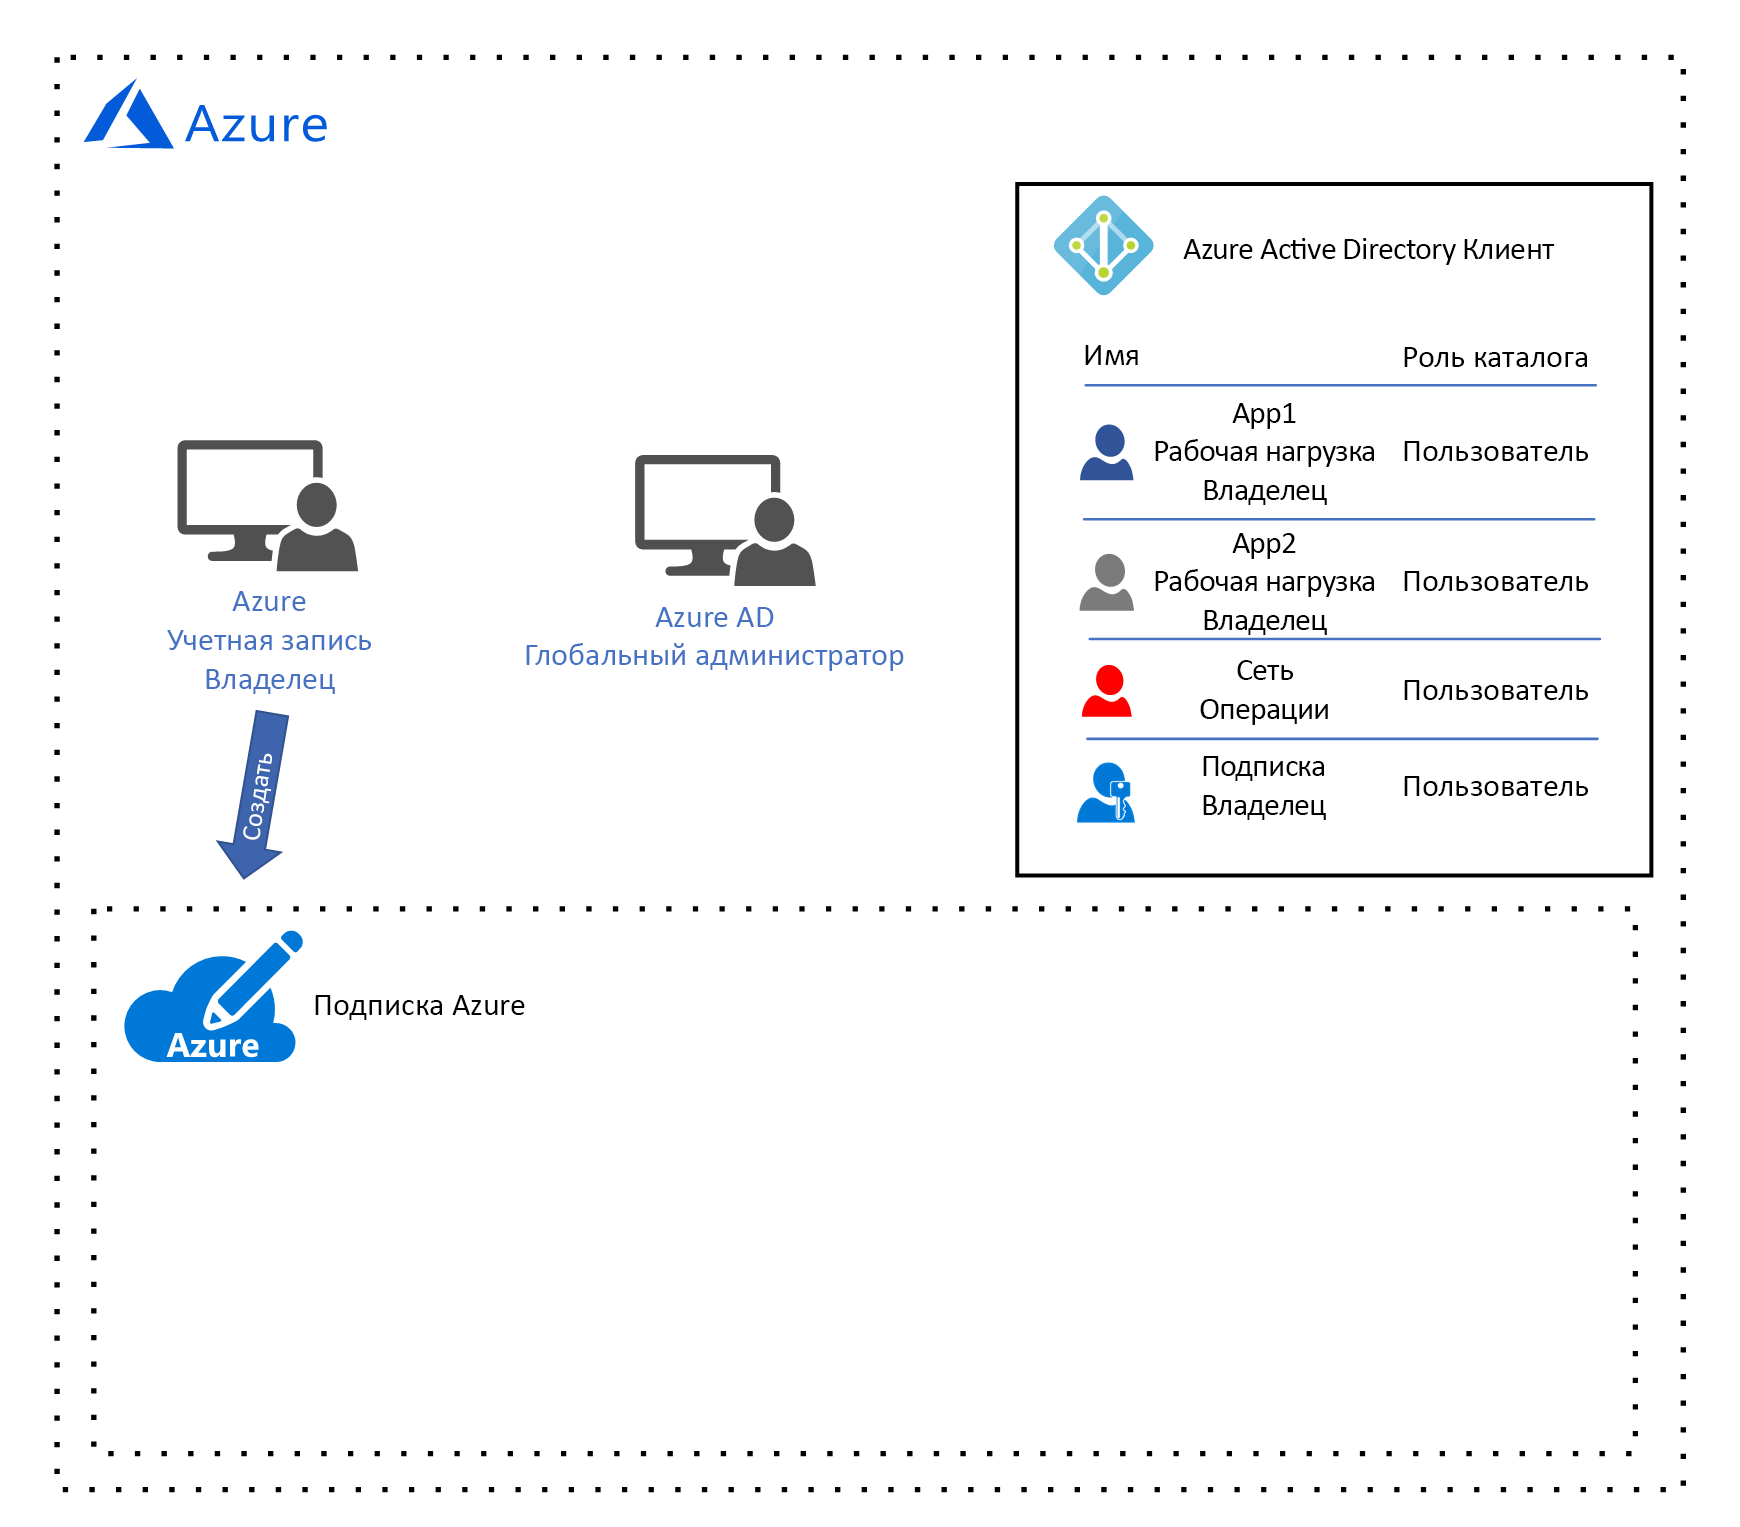 Azure
Azure Active Directory Клиент
Имя
Роль каталога
App1
Рабочая нагрузка
Владелец
Пользователь
App2
Рабочая нагрузка
Владелец
Пользователь
Сеть
Операции
Пользователь
Подписка
Владелец
Пользователь
Azure
Учетная запись
Владелец
Azure AD
Глобальный администратор
Создать
Azure
Подписка Azure